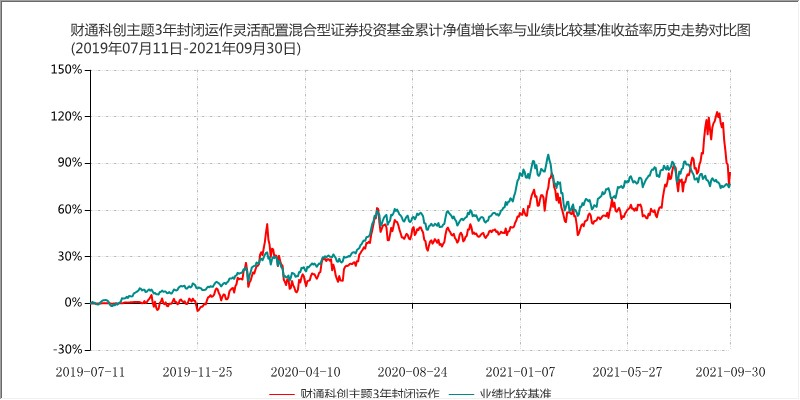 财通科创主题3年封闭运作灵活配置混合型证券投资基金累计净值增长率与业绩比较基准收益率历史走势对比图
(2019年07月11日-2021年09月30日)
150%
120%
90%
60%
30%
0%
-30%
2019-07-11 2019-11-25 2020-04-10 2020-08-24 2021-01-07 2021-05-27 2021-09-30
财通科创主题3年封闭运作 业绩比较基准